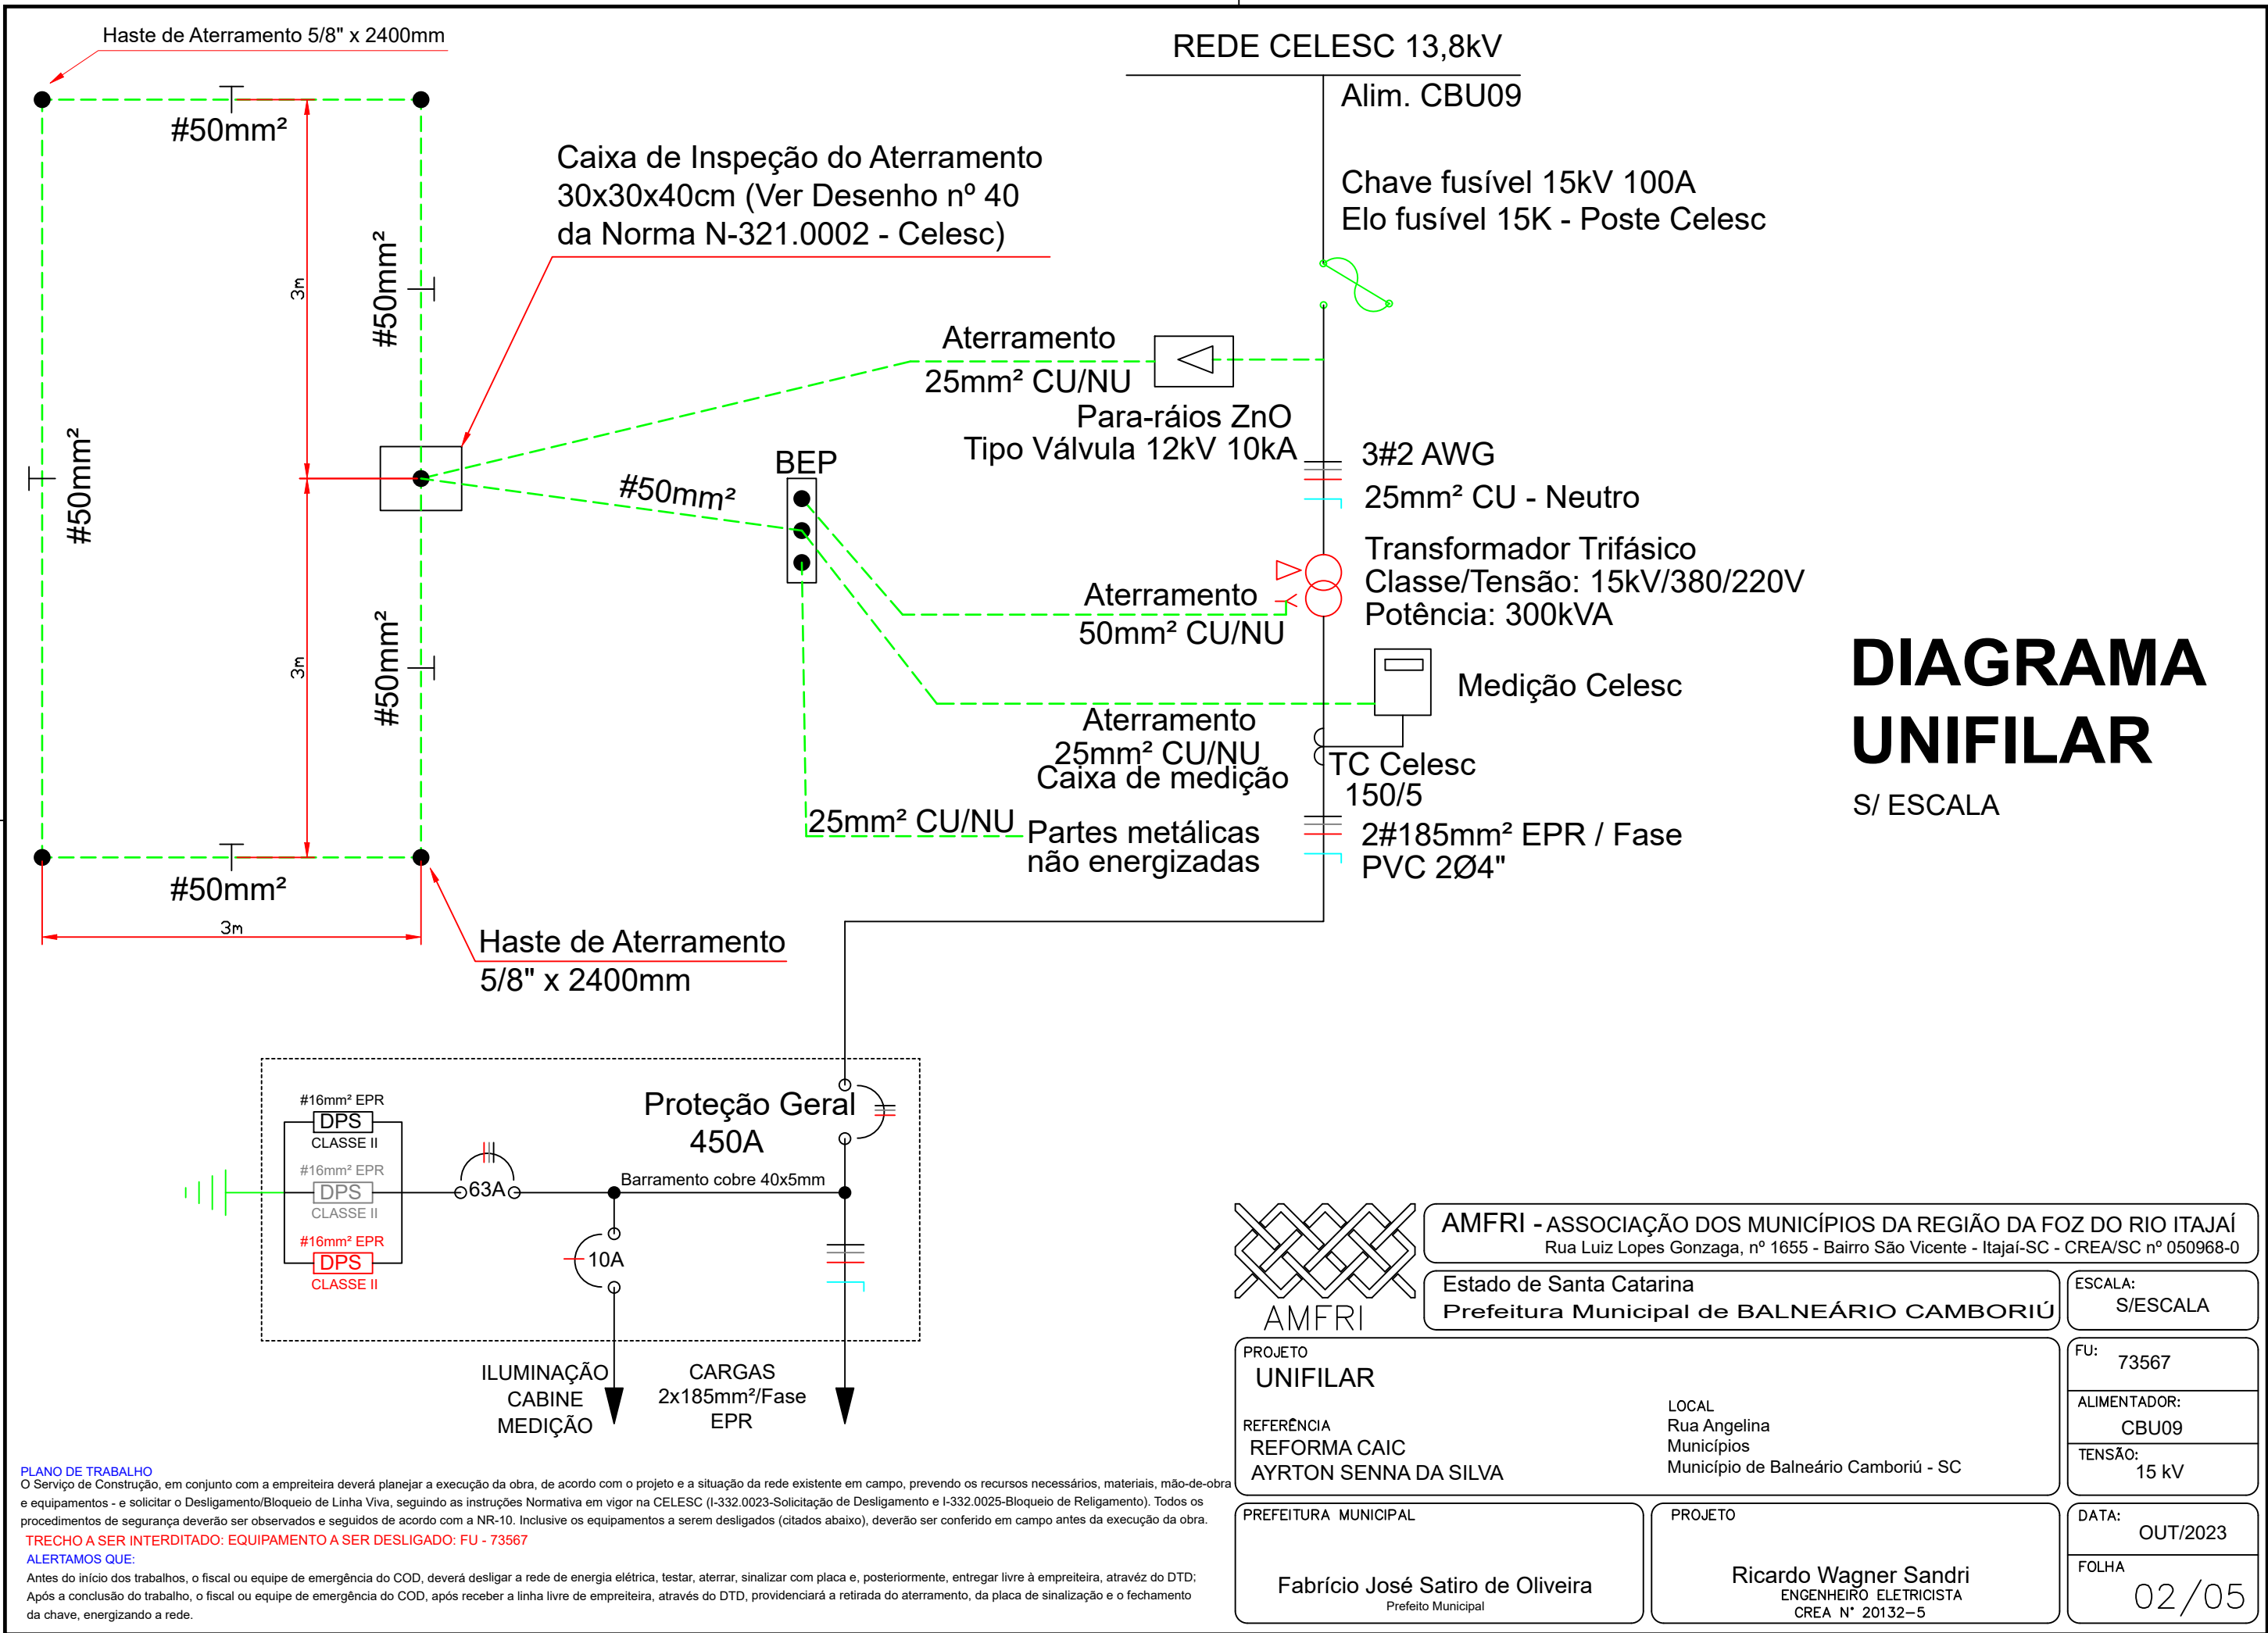 Haste de Aterramento 5/8" x 2400mm
#50mm²
#50mm²
3m
#50mm²
3m
#50mm²
#50mm²
3m
Haste de Aterramento
5/8" x 2400mm
Caixa de Inspeção do Aterramento
30x30x40cm (Ver Desenho nº 40
da Norma N-321.0002 - Celesc)
REDE CELESC 13,8kV
Alim. CBU09
Chave fusível 15kV 100A
Elo fusível 15K - Poste Celesc
Aterramento
25mm² CU/NU
Para-ráios ZnO
Tipo Válvula 12kV 10kA
BEP
#50mm²
3#2 AWG
25mm² CU - Neutro
Transformador Trifásico
Classe/Tensão: 15kV/380/220V
Potência: 300kVA
Aterramento
50mm² CU/NU
Medição Celesc
Aterramento
25mm² CU/NU
Caixa de medição
TC Celesc
150/5
25mm² CU/NU
Partes metálicas
não energizadas
2#185mm² EPR / Fase
PVC 2Ø4"
DIAGRAMA
UNIFILAR
S/ ESCALA
Proteção Geral
450A
Barramento cobre 40x5mm
#16mm² EPR
DPS
CLASSE II
#16mm² EPR
DPS
CLASSE II
#16mm² EPR
DPS
CLASSE II
63A
10A
ILUMINAÇÃO
CABINE
MEDIÇÃO
CARGAS
2x185mm²/Fase
EPR
PLANO DE TRABALHO
O Serviço de Construção, em conjunto com a empreiteira deverá planejar a execução da obra, de acordo com o projeto e a situação da rede existente em campo, prevendo os recursos necessários, materiais, mão-de-obra
e equipamentos - e solicitar o Desligamento/Bloqueio de Linha Viva, seguindo as instruções Normativa em vigor na CELESC (I-332.0023-Solicitação de Desligamento e I-332.0025-Bloqueio de Religamento). Todos os
procedimentos de segurança deverão ser observados e seguidos de acordo com a NR-10. Inclusive os equipamentos a serem desligados (citados abaixo), deverão ser conferido em campo antes da execução da obra.
TRECHO A SER INTERDITADO: EQUIPAMENTO A SER DESLIGADO: FU - 73567
ALERTAMOS QUE:
Antes do início dos trabalhos, o fiscal ou equipe de emergência do COD, deverá desligar a rede de energia elétrica, testar, aterrar, sinalizar com placa e, posteriormente, entregar livre à empreiteira, atravéz do DTD;
Após a conclusão do trabalho, o fiscal ou equipe de emergência do COD, após receber a linha livre de empreiteira, através do DTD, providenciará a retirada do aterramento, da placa de sinalização e o fechamento
da chave, energizando a rede.
AMFRI
AMFRI - ASSOCIAÇÃO DOS MUNICÍPIOS DA REGIÃO DA FOZ DO RIO ITAJAÍ
Rua Luiz Lopes Gonzaga, nº 1655 - Bairro São Vicente - Itajaí-SC - CREA/SC nº 050968-0
Estado de Santa Catarina
Prefeitura Municipal de BALNEÁRIO CAMBORIÚ
ESCALA:
S/ESCALA
PROJETO
UNIFILAR
REFERÊNCIA
REFORMA CAIC
AYRTON SENNA DA SILVA
LOCAL
Rua Angelina
Municípios
Município de Balneário Camboriú - SC
FU:
73567
ALIMENTADOR:
CBU09
TENSÃO:
15 kV
PREFEITURA MUNICIPAL
Fabrício José Satiro de Oliveira
Prefeito Municipal
PROJETO
Ricardo Wagner Sandri
ENGENHEIRO ELETRICISTA
CREA N° 20132-5
DATA:
OUT/2023
FOLHA
02/05